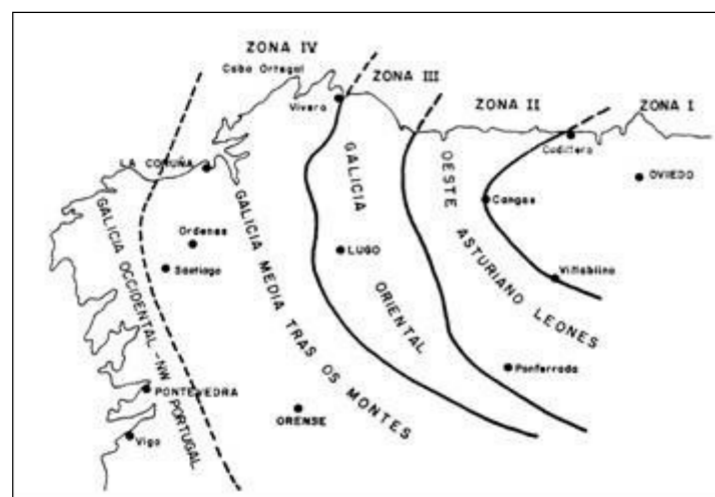 ZONA IV
Cabo Ortegal
ZONA III
Vivero
ZONA II
ZONA I
Cudillero
LA CORUÑA
OVIEDO
Cangas
Ordenes
Santiago
LUGO
Villablino
GALICIA OCCIDENTAL-NW PORTUGAL
GALICIA MEDIA TRAS OS MONTES
GALICIA ORIENTAL
OESTE ASTURIANO LEONES
Ponferrada
PONTEVEDRA
ORENSE
Vigo